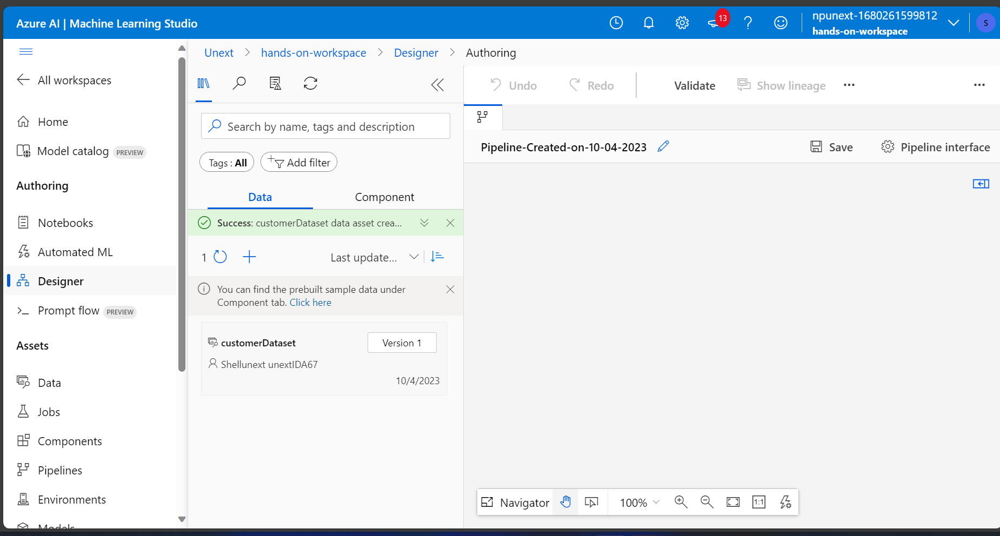 Azure AI | Machine Learning Studio
13
npunext-1680261599812
hands-on-workspace
S
All workspaces
Home
Model catalog PREVIEW
Authoring
Notebooks
Automated ML
Designer
Prompt flow PREVIEW
Assets
Data
Jobs
Components
Pipelines
Environments
Models
Unext > hands-on-workspace > Designer > Authoring
Search by name, tags and description
Tags : All
Add filter
Data
Component
Success: customerDataset data asset crea...
1
Last update...
You can find the prebuilt sample data under
Component tab. Click here
customerDataset
Version 1
Shellunext unextIDA67
10/4/2023
Undo
Redo
Validate
Show lineage
Pipeline-Created-on-10-04-2023
Save
Pipeline interface
Navigator
100%
1:1